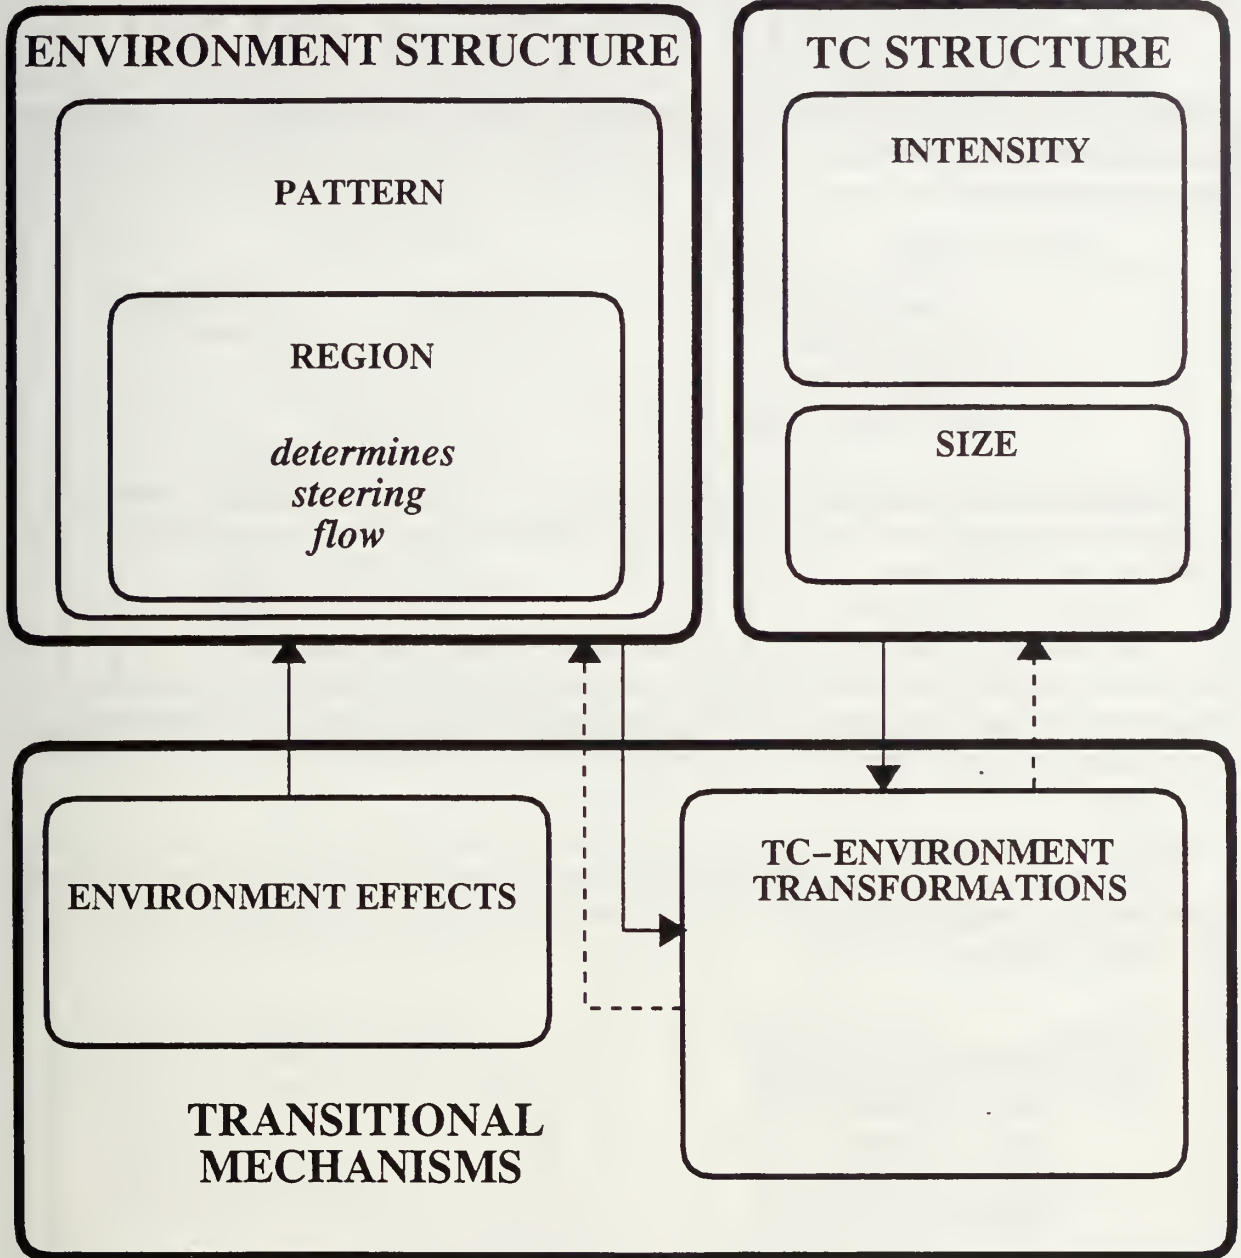 ENVIRONMENT STRUCTURE
PATTERN
REGION
determines
steering
flow
TC STRUCTURE
INTENSITY
SIZE
ENVIRONMENT EFFECTS
TC–ENVIRONMENT
TRANSFORMATIONS
TRANSITIONAL
MECHANISMS